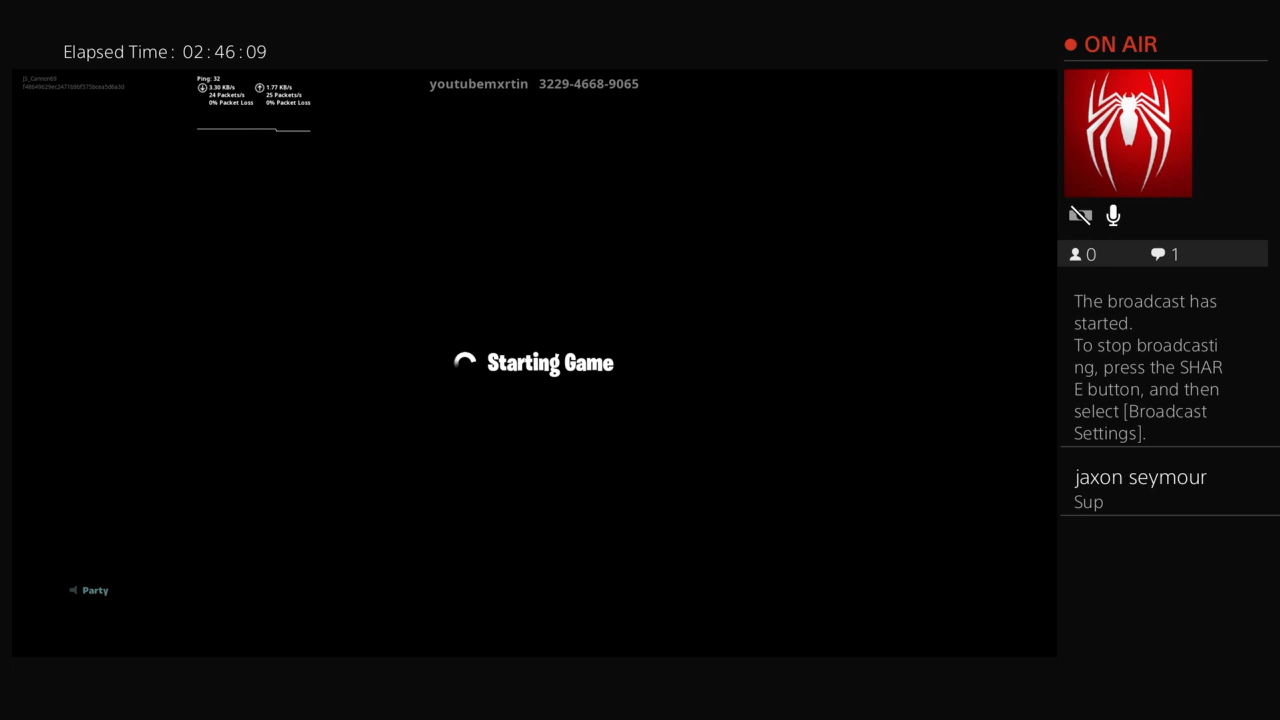 Elapsed Time: 02:46:09
ON AIR
JS_Cannon69
Ping: 32
3.30 KB/s 1.77 KB/s
24 Packets/s 25 Packets/s
0% Packet Loss 0% Packet Loss
youtubemxrtin 3229-4668-9065
0 1
The broadcast has
started.
To stop broadcasti
ng, press the SHAR
E button, and then
select [Broadcast
Settings].
Starting Game
jaxon seymour
Sup
Party